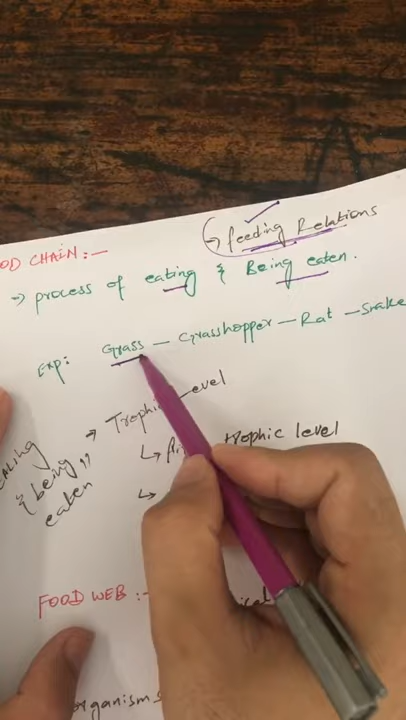 feeding Relations
OD CHAIN:-
→ process of eating & Being eaten.
Exp: Grass - Grasshopper - Rat - Snake
→ Trophic Level
↳ trophic level
↳
& being"
eaten
FOOD WEB :-
organisms